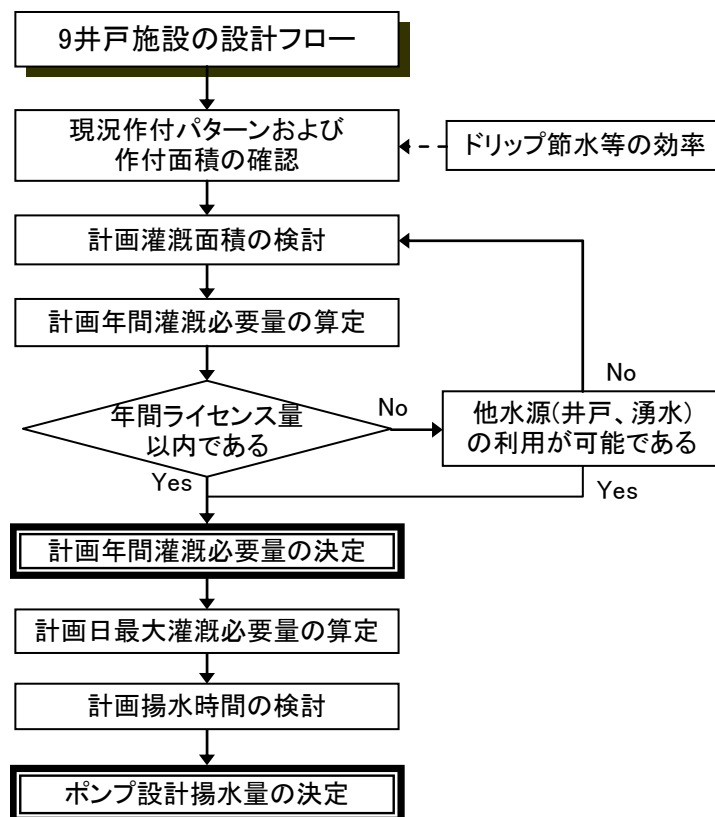 9井戸施設の設計フロー
現況作付パターンおよび
作付面積の確認
ドリップ節水等の効率
計画灌漑面積の検討
計画年間灌漑必要量の算定
年間ライセンス量
以内である
No
他水源(井戸、湧水)
の利用が可能である
No
Yes
Yes
計画年間灌漑必要量の決定
計画日最大灌漑必要量の算定
計画揚水時間の検討
ポンプ設計揚水量の決定